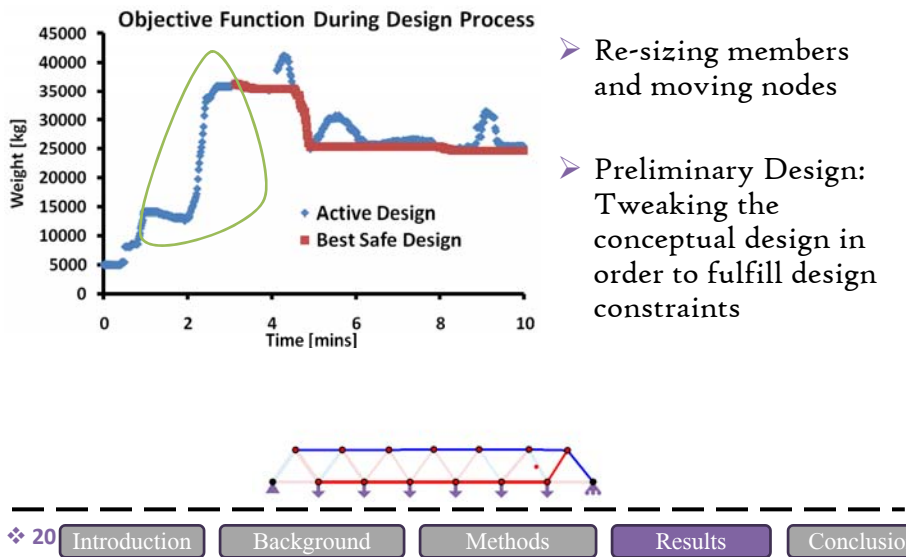 Objective Function During Design Process
45000
40000
35000
30000
25000
20000
15000
10000
5000
0
Weight [kg]
Active Design
Best Safe Design
0 2 4 6 8 10
Time [mins]
➢ Re-sizing members
and moving nodes
➢ Preliminary Design:
Tweaking the
conceptual design in
order to fulfill design
constraints
❖ 20 Introduction Background Methods Results Conclusio